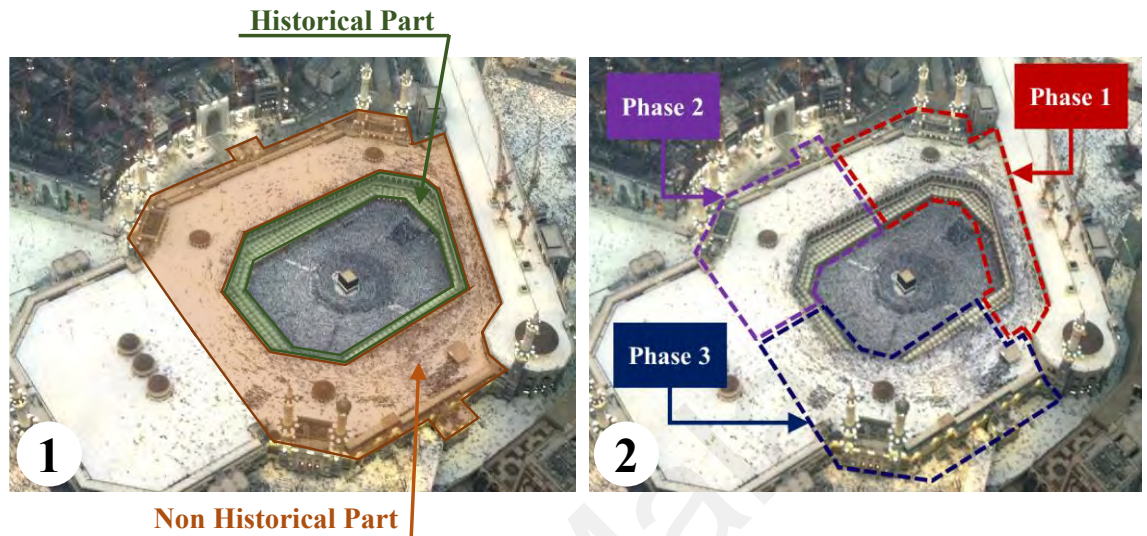 Historical Part
Phase 2
Phase 1
Phase 3
1
2
Non Historical Part